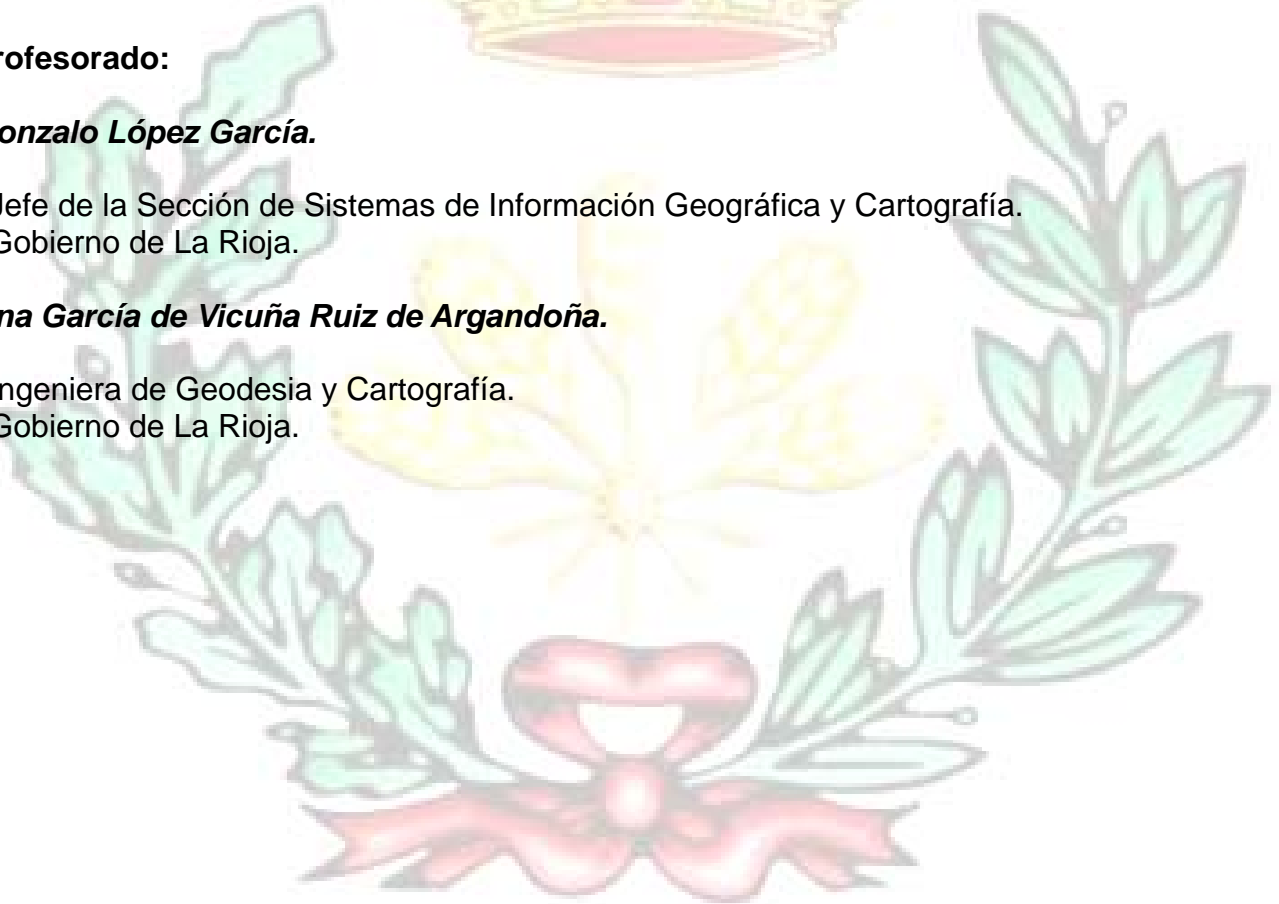 rofesorado:
onzalo López García.
Jefe de la Sección de Sistemas de Información Geográfica y Cartografía.
Gobierno de La Rioja.
na García de Vicuña Ruiz de Argandoña.
ngeniera de Geodesia y Cartografía.
Gobierno de La Rioja.